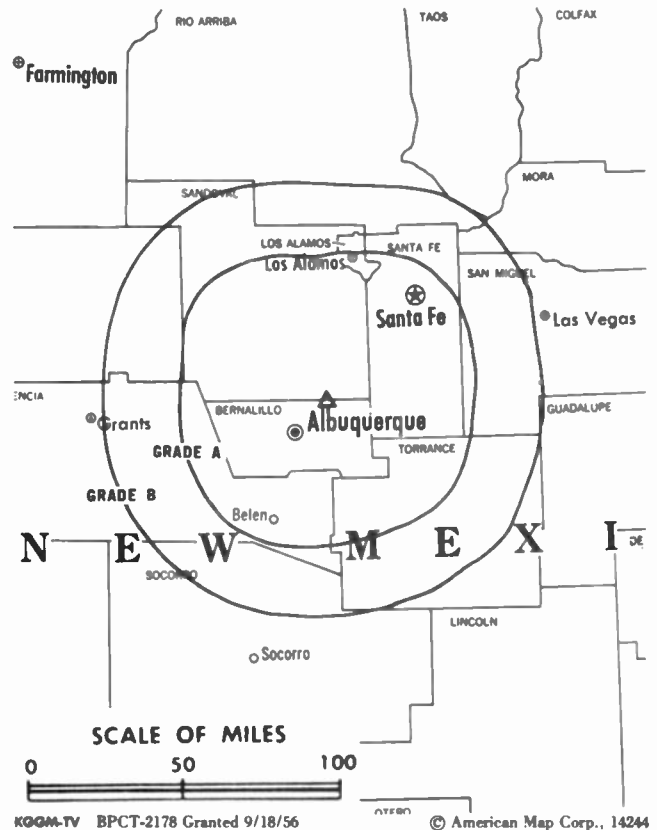 RIO ARRIBA
TAOS
COLFAX
Farmington
MORA
SANDOVAL
LOS ALAMOS
SANTA FE
Los Alamos
SAN MIGUEL
Santa Fe
Las Vegas
ENCIA
BERNALILLO
GUADALUPE
Grants
Albuquerque
TORRANCE
GRADE A
GRADE B
Belen
N E W M E X I
DE
SOCORRO
LINCOLN
Socorro
SCALE OF MILES
0 50 100
OTERO
KGGM-TV BPCT-2178 Granted 9/18/56 © American Map Corp., 14244